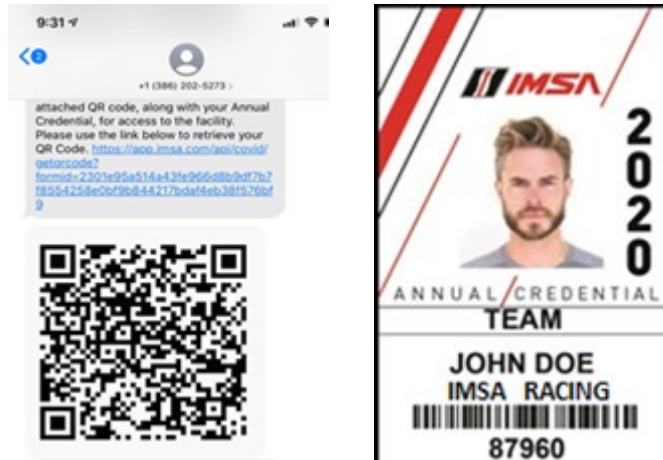 9:31
2
+1 (386) 202-5273 >
attached QR code, along with your Annual
Credential, for access to the facility.
Please use the link below to retrieve your
QR Code. https://app.imsa.com/api/covid/
getqrcode?
formid=2301e95a514a43fe966d8b9df7b7
f8554258e0bf9b844217bdaf4eb38f576bf
9
IMSA
2020
ANNUAL CREDENTIAL
TEAM
JOHN DOE
IMSA RACING
87960